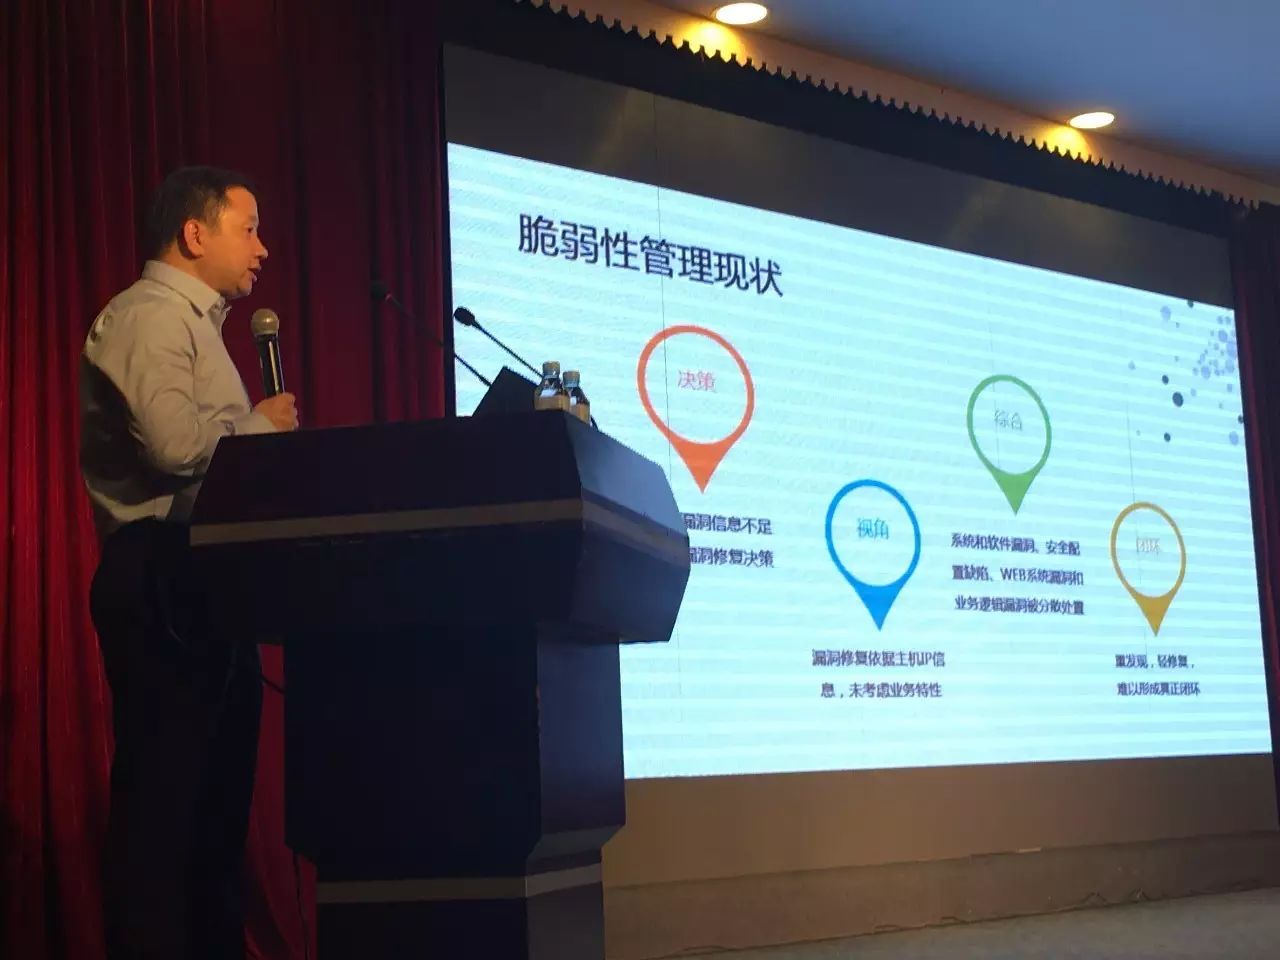 脆弱性管理现状
决策
漏洞信息不足
漏洞修复决策
视角
漏洞修复依据主机IP信
息，未考虑业务特性
综合
系统和软件漏洞、安全配
置缺陷、WEB系统漏洞和
业务逻辑漏洞被分散处置
闭环
重发现，轻修复，
难以形成真正闭环